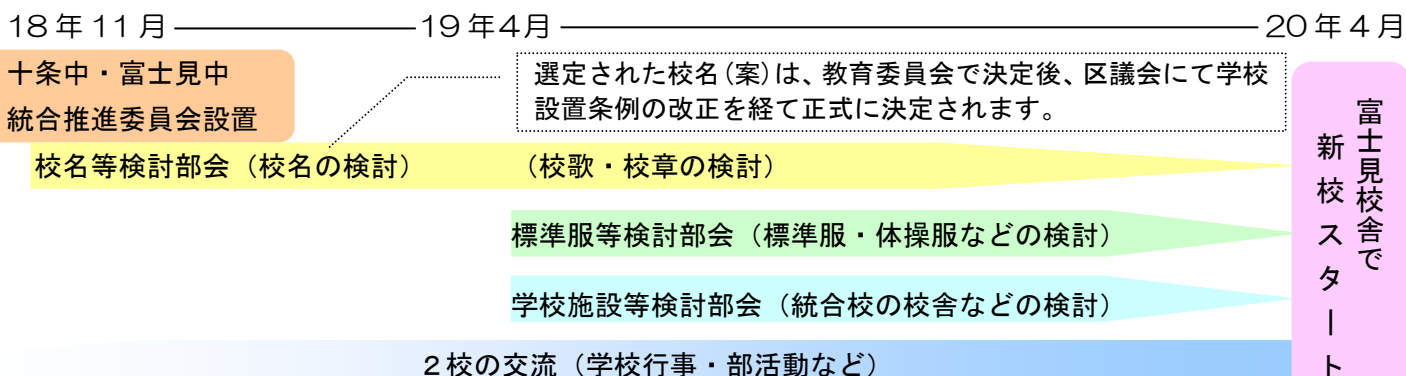 18年11月 19年4月 20年4月
十条中・富士見中
統合推進委員会設置
選定された校名(案)は、教育委員会で決定後、区議会にて学校
設置条例の改正を経て正式に決定されます。
校名等検討部会(校名の検討) (校歌・校章の検討)
標準服等検討部会(標準服・体操服などの検討)
学校施設等検討部会(統合校の校舎などの検討)
2校の交流(学校行事・部活動など)
富士見校舎で
新校スタート